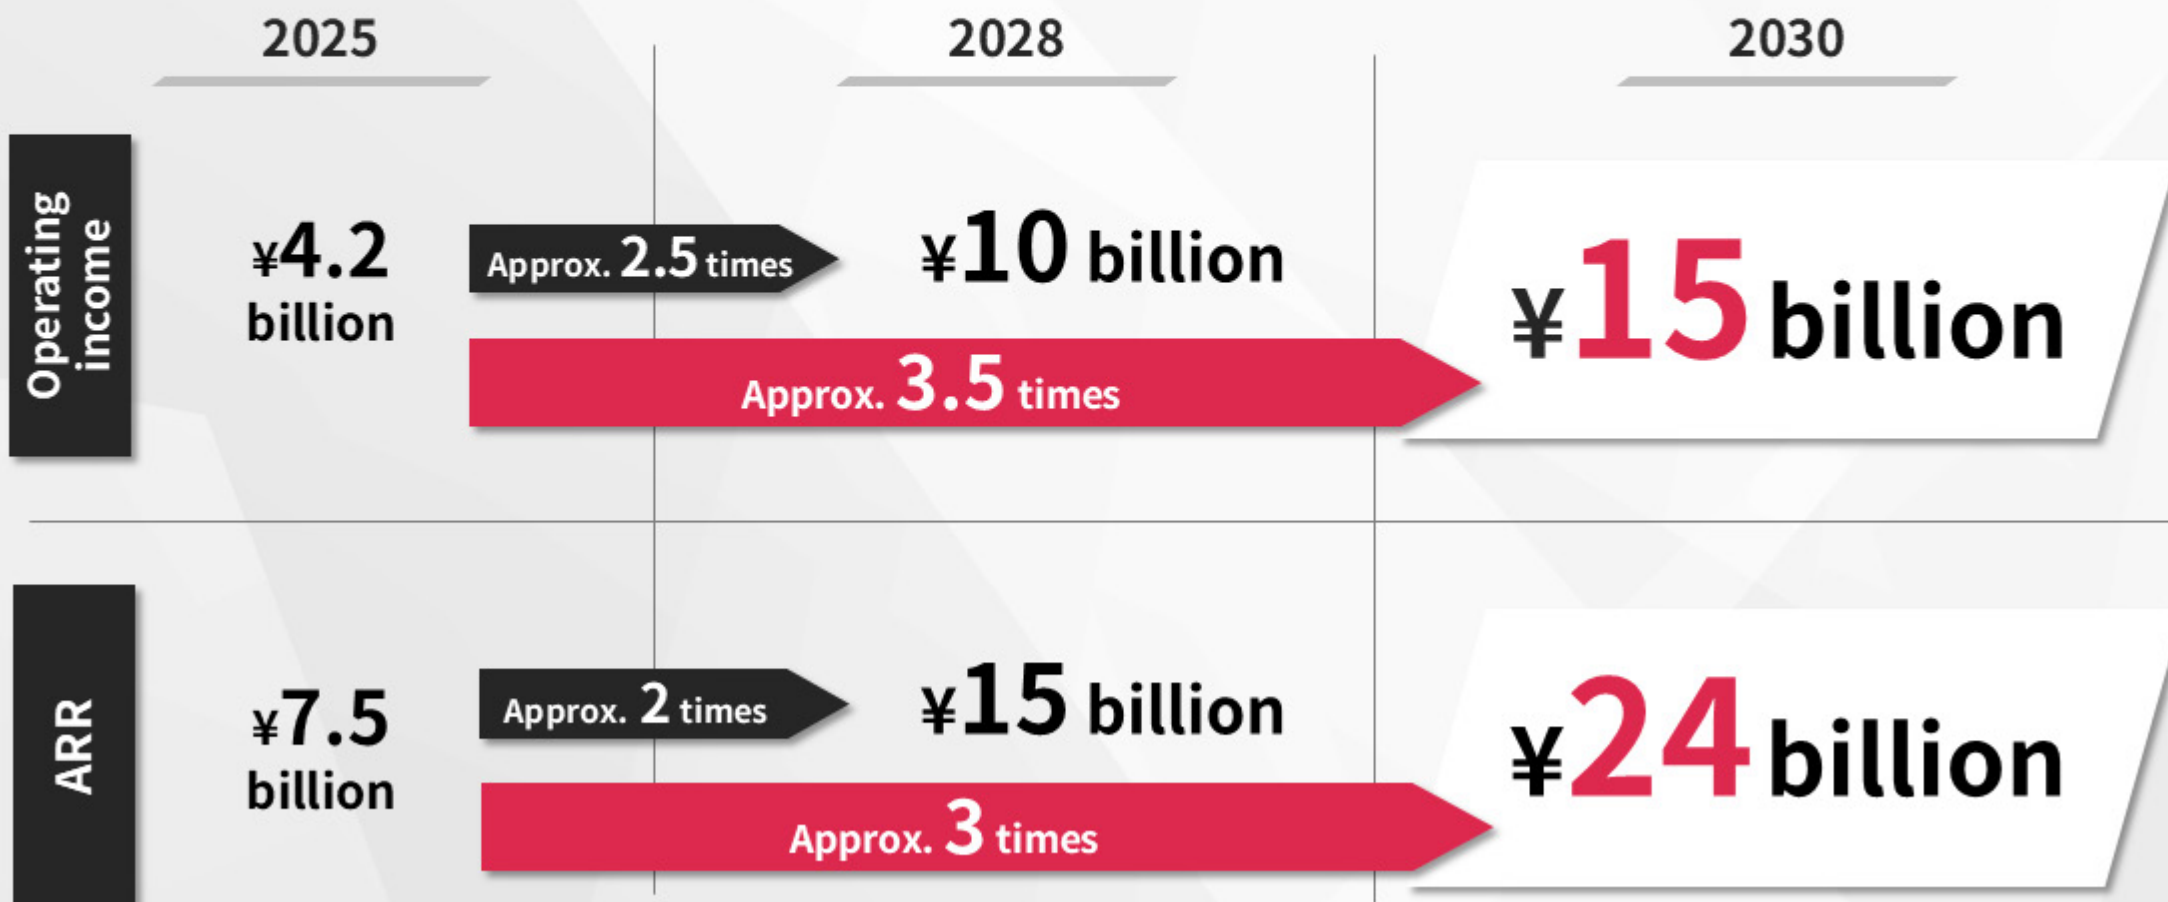 2025
2028
2030
Operating
income
¥4.2
billion
Approx. 2.5 times
¥10 billion
Approx. 3.5 times
¥15 billion
ARR
¥7.5
billion
Approx. 2 times
¥15 billion
Approx. 3 times
¥24 billion